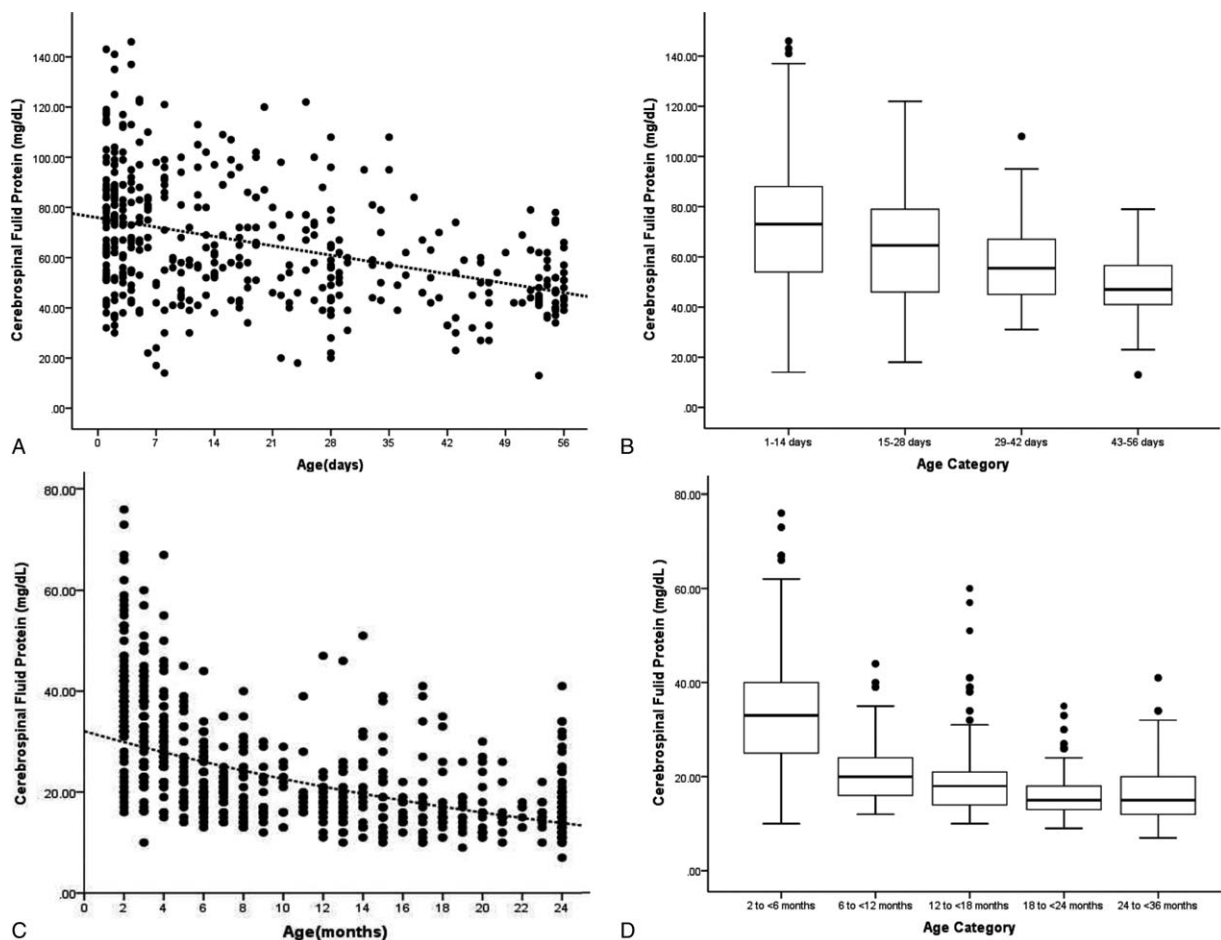 140.00
120.00
100.00
80.00
60.00
40.00
20.00
.00
Cerebrospinal Fulid Protein (mg/dL)
0 7 14 21 28 35 42 49 56
A
Age(days)
140.00
120.00
100.00
80.00
60.00
40.00
20.00
.00
Cerebrospinal Fulid Protein (mg/dL)
1-14 days 15-28 days 29-42 days 43-56 days
B
Age Category
80.00
60.00
40.00
20.00
.00
Cerebrospinal Fluid Protein (mg/dL)
0 2 4 6 8 10 12 14 16 18 20 22 24
C
Age(months)
80.00
60.00
40.00
20.00
.00
Cerebrospinal Fulid Protein (mg/dL )
2 to <6 months 6 to <12 months 12 to <18 months 18 to <24 months 24 to <36 months
D
Age Category